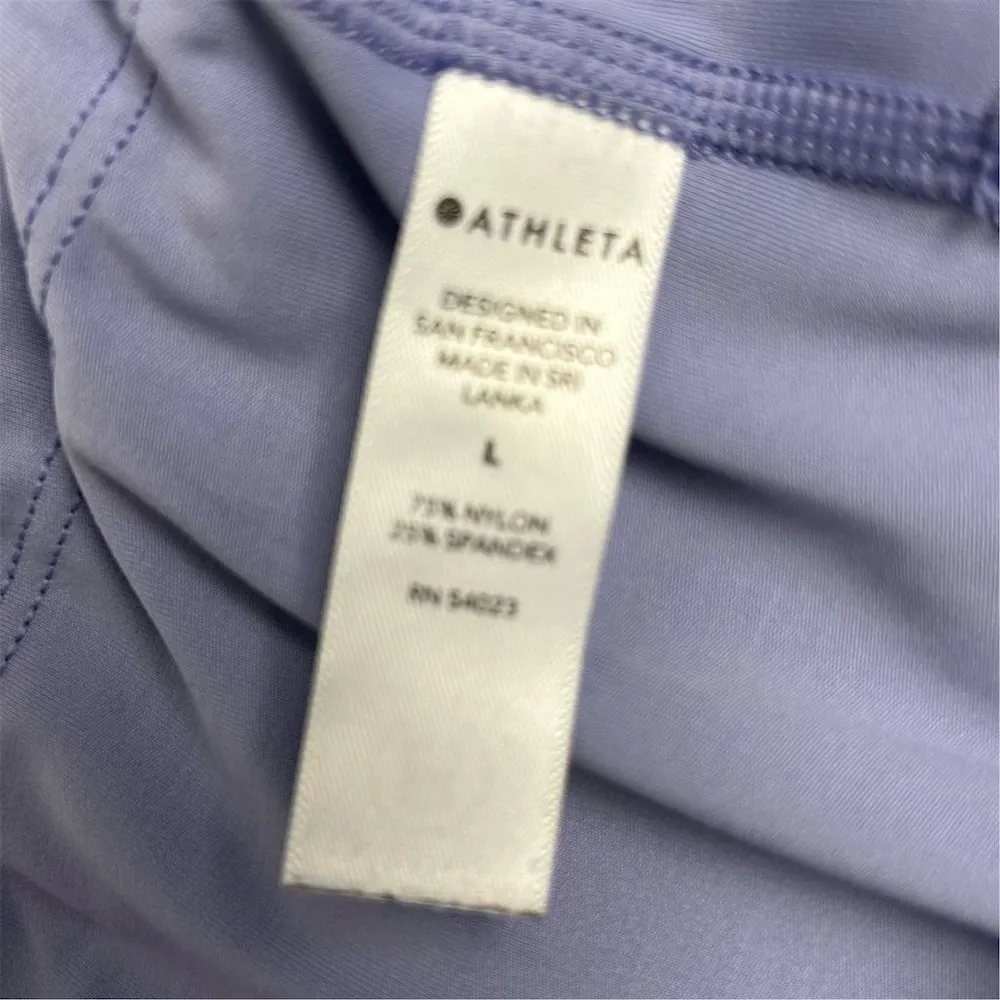 ATHLETA
DESIGNED IN
SAN FRANCISCO
MADE IN SRI
LANKA
L
75% NYLON
25% SPANDEX
RN 54023